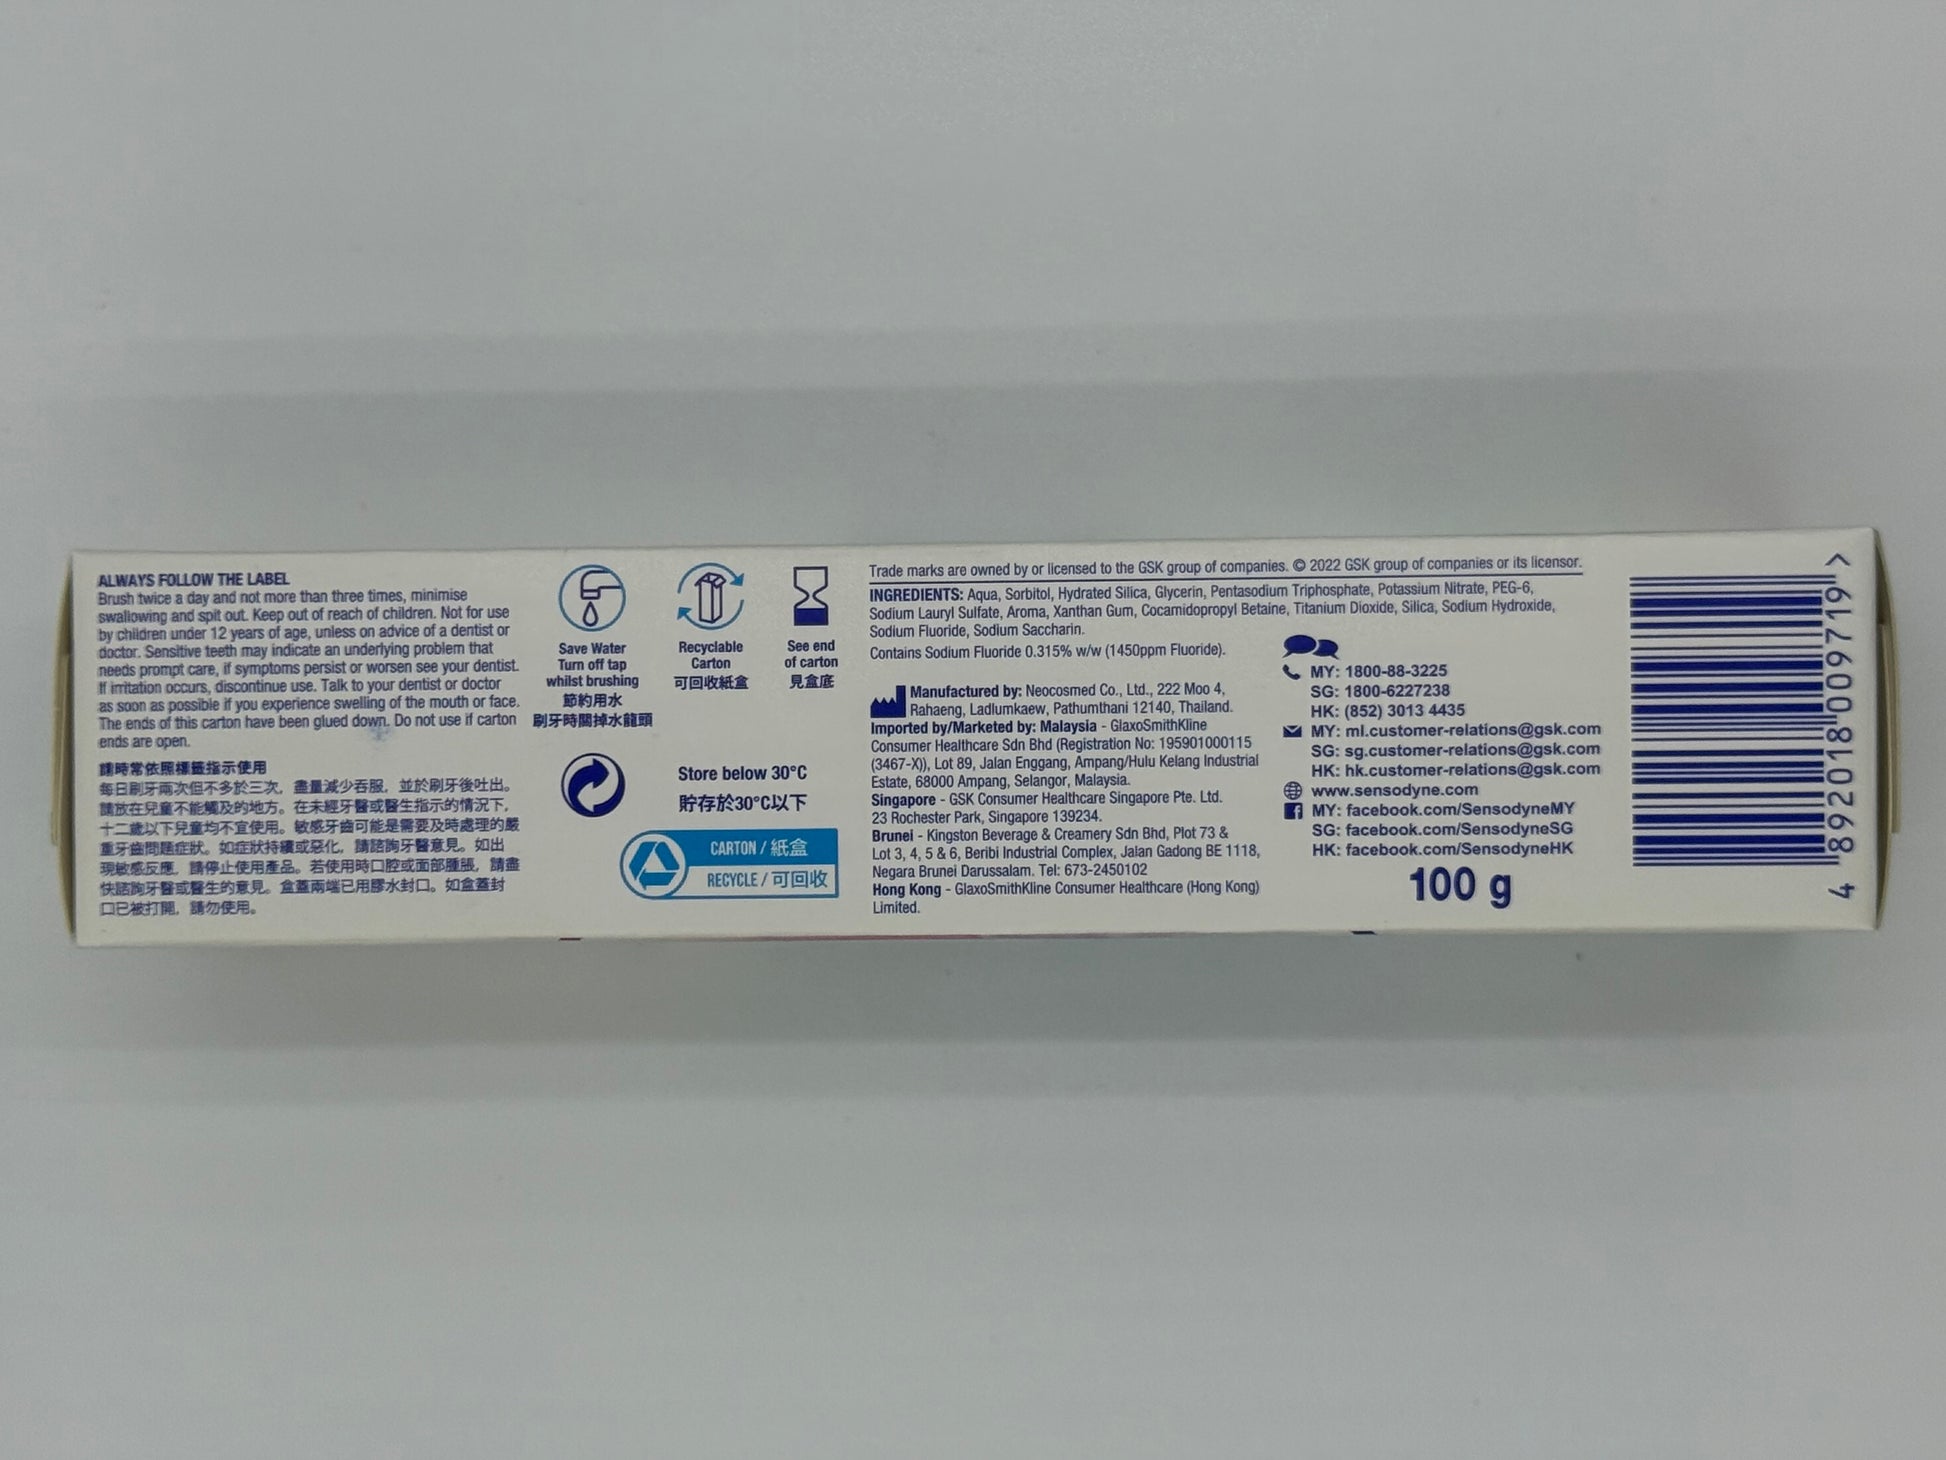 ALWAYS FOLLOW THE LABEL
Brush twice a day and not more than three times, minimise
swallowing and spit out. Keep out of reach of children. Not for use
by children under 12 years of age, unless on advice of a dentist or
doctor. Sensitive teeth may indicate an underlying problem that
needs prompt care, if symptoms persist or worsen see your dentist.
If irritation occurs, discontinue use. Talk to your dentist or doctor
as soon as possible if you experience swelling of the mouth or face.
The ends of this carton have been glued down. Do not use if carton
ends are open.
請時常依照標籤指示使用
每日刷牙兩次但不多於三次，盡量減少吞服，並於刷牙後吐出。
請放在兒童不能觸及的地方。在未經牙醫或醫生指示的情況下，
十二歲以下兒童均不宜使用。敏感牙齒可能是需要及時處理的嚴
重牙齒問題症狀。如症狀持續或惡化，請諮詢牙醫意見。如出
現敏感反應，請停止使用產品。若使用時口腔或面部腫脹，請盡
快諮詢牙醫或醫生的意見。盒蓋兩端已用膠水封口。如盒蓋封
口已被打開，請勿使用。
Save Water
Turn off tap
whilst brushing
節約用水
刷牙時關掉水龍頭
Recyclable
Carton
可回收紙盒
See end
of carton
見盒底
Store below 30°C
貯存於30°C以下
CARTON / 紙盒
RECYCLE / 可回收
Trade marks are owned by or licensed to the GSK group of companies. © 2022 GSK group of companies or its licensor.
INGREDIENTS: Aqua, Sorbitol, Hydrated Silica, Glycerin, Pentasodium Triphosphate, Potassium Nitrate, PEG-6,
Sodium Lauryl Sulfate, Aroma, Xanthan Gum, Cocamidopropyl Betaine, Titanium Dioxide, Silica, Sodium Hydroxide,
Sodium Fluoride, Sodium Saccharin.
Contains Sodium Fluoride 0.315% w/w (1450ppm Fluoride).
Manufactured by: Neocosmed Co., Ltd., 222 Moo 4,
Rahaeng, Ladlumkaew, Pathumthani 12140, Thailand.
Imported by/Marketed by: Malaysia - GlaxoSmithKline
Consumer Healthcare Sdn Bhd (Registration No: 195901000115
(3467-X)), Lot 89, Jalan Enggang, Ampang/Hulu Kelang Industrial
Estate, 68000 Ampang, Selangor, Malaysia.
Singapore - GSK Consumer Healthcare Singapore Pte. Ltd.
23 Rochester Park, Singapore 139234.
Brunei - Kingston Beverage & Creamery Sdn Bhd, Plot 73 &
Lot 3, 4, 5 & 6, Beribi Industrial Complex, Jalan Gadong BE 1118,
Negara Brunei Darussalam. Tel: 673-2450102
Hong Kong - GlaxoSmithKline Consumer Healthcare (Hong Kong)
Limited.
MY: 1800-88-3225
SG: 1800-6227238
HK: (852) 3013 4435
MY: ml.customer-relations@gsk.com
SG: sg.customer-relations@gsk.com
HK: hk.customer-relations@gsk.com
www.sensodyne.com
MY: facebook.com/SensodyneMY
SG: facebook.com/SensodyneSG
HK: facebook.com/SensodyneHK
100 g
4 892018 009719 >